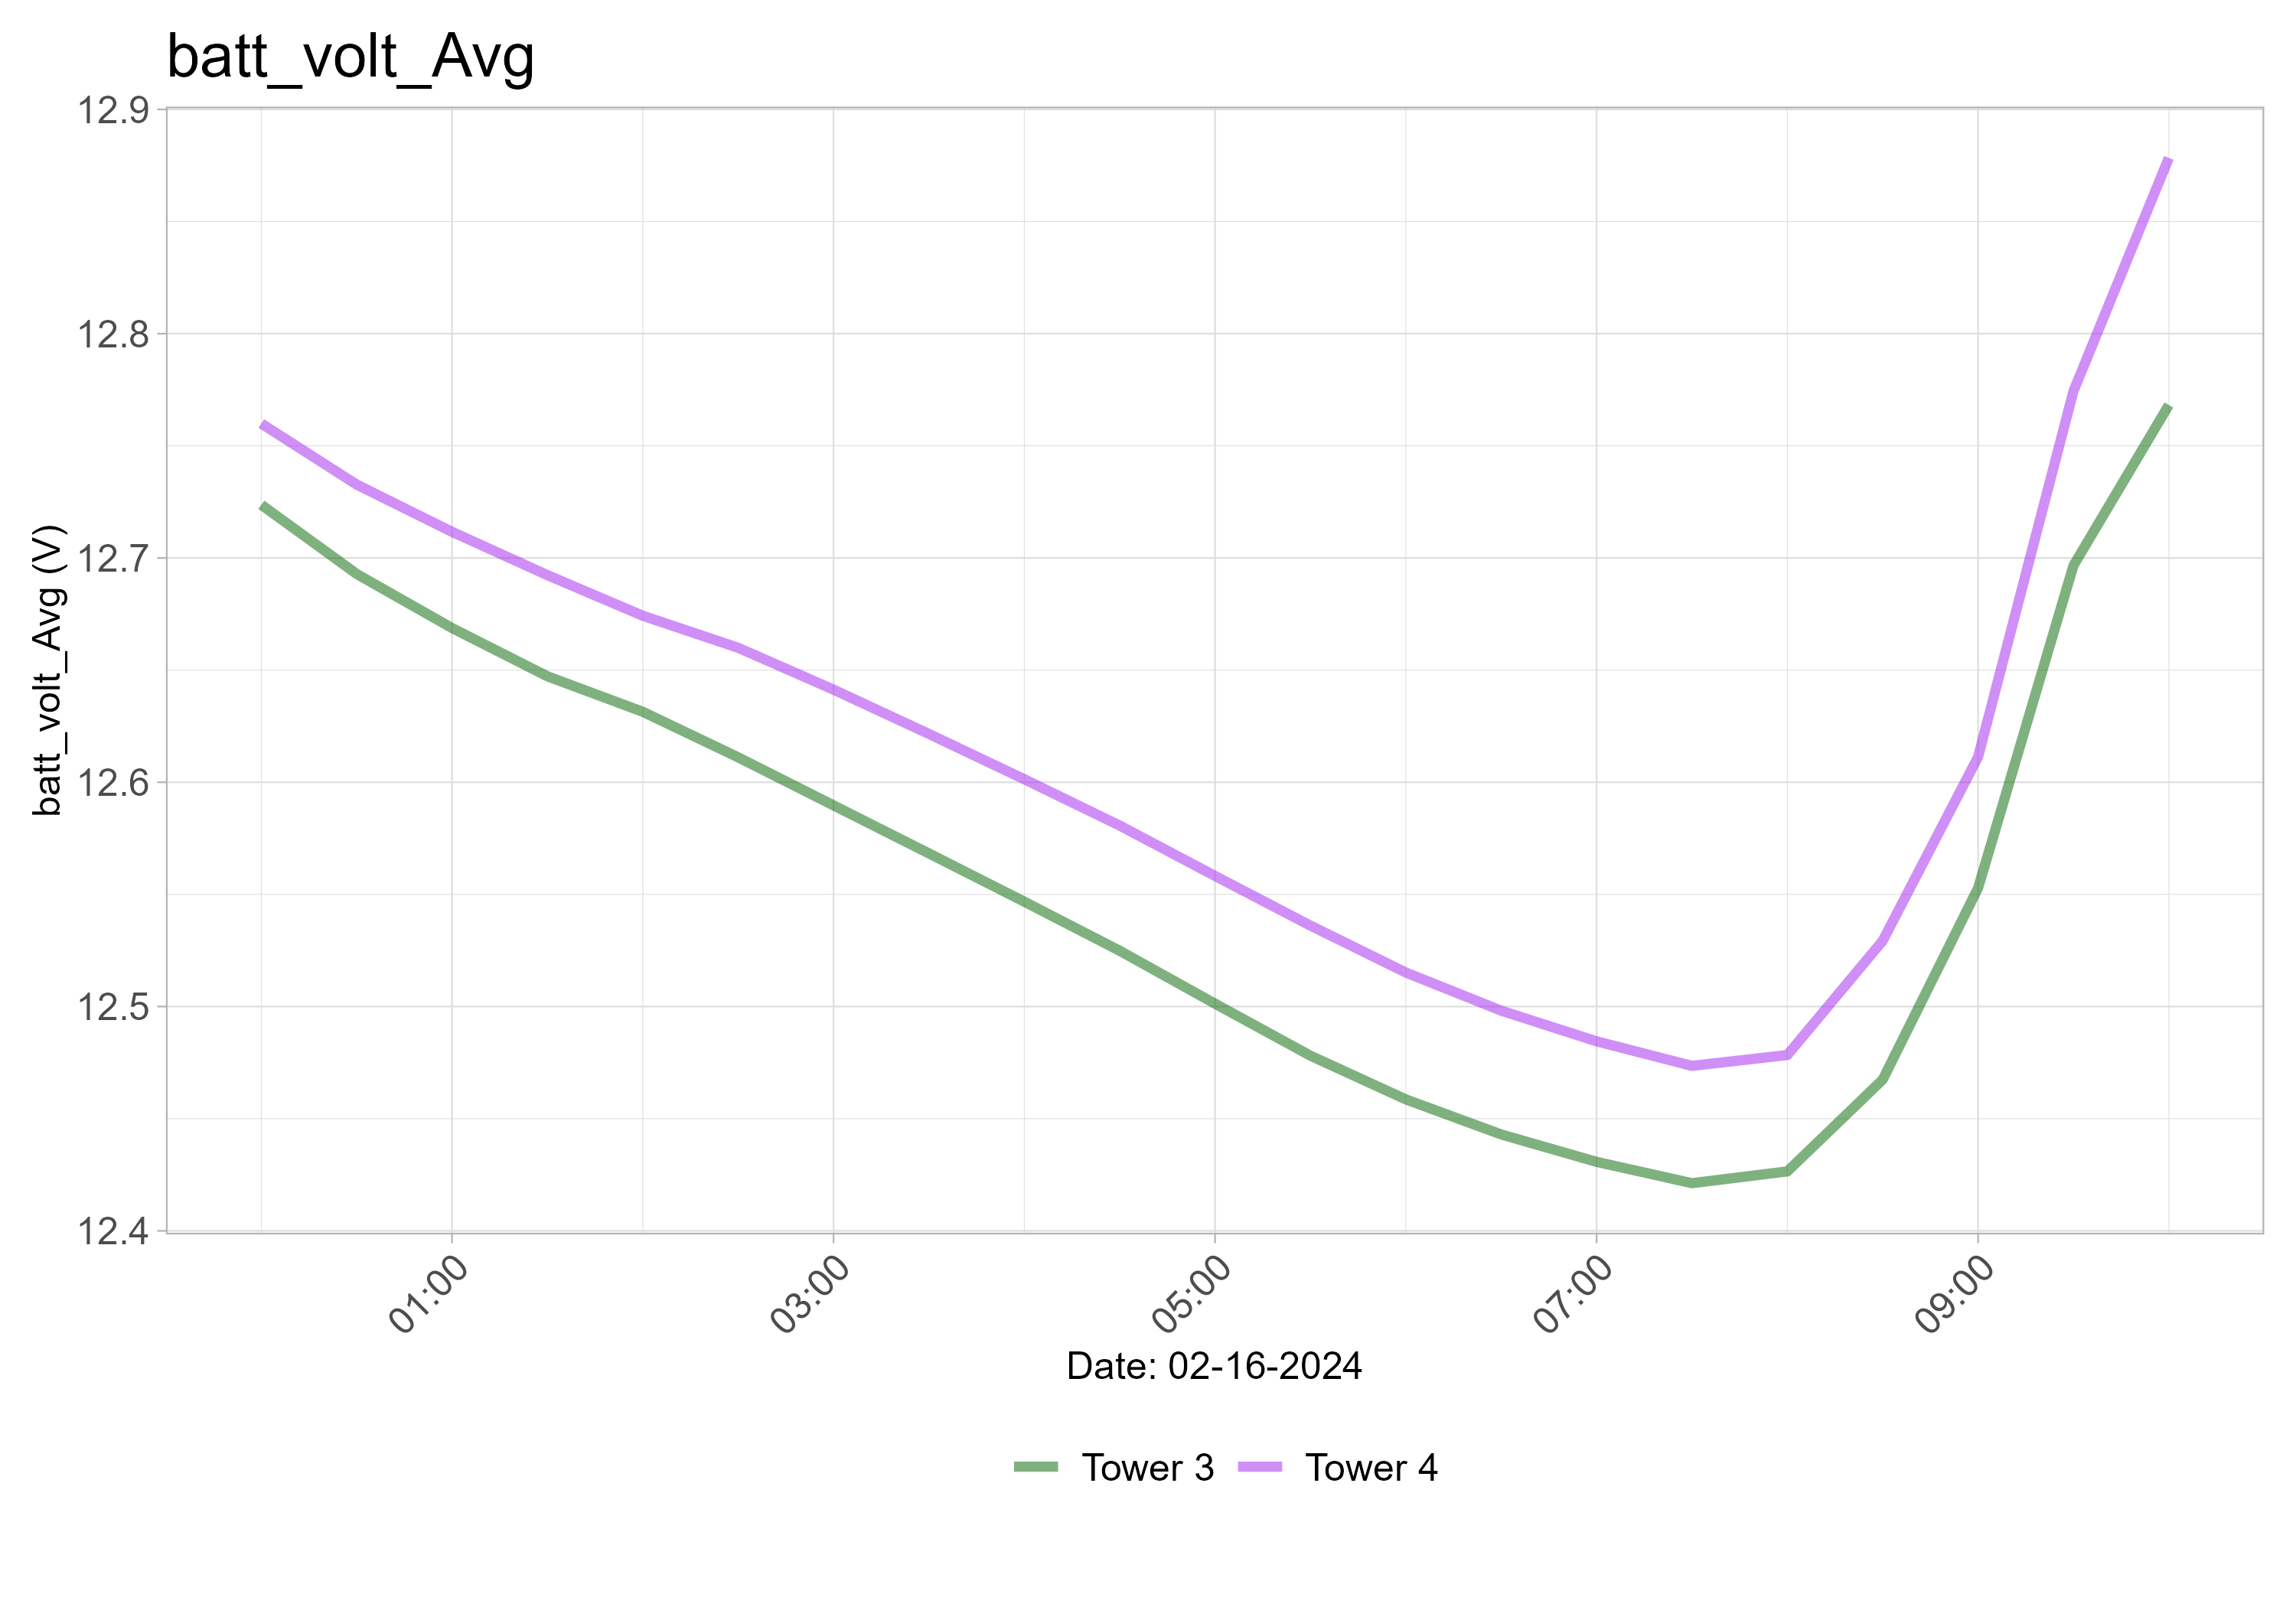 batt_volt_Avg
batt_volt_Avg (V)
12.9
12.8
12.7
12.6
12.5
12.4
01:00
03:00
05:00
07:00
09:00
Date: 02-16-2024
Tower 3
Tower 4